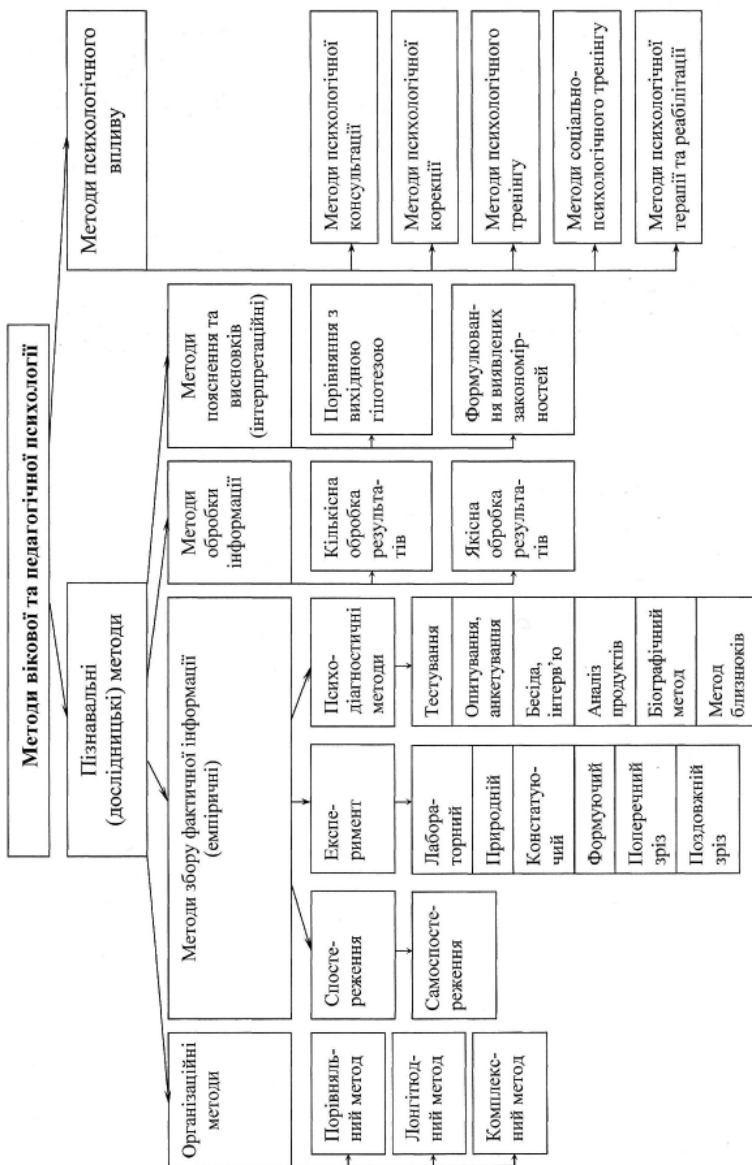 Методи вікової та педагогічної психології
Пізнавальні
(дослідницькі) методи
Методи психологічного
впливу
Організаційні
методи
Методи збору фактичної інформації
(емпіричні)
Методи
обробки
інформації
Методи
пояснення та
висновків
(інтерпретаційні)
Порівняль-
ний метод
Лонгітюд-
ний метод
Комплекс-
ний метод
Спосте-
реження
Самоспосте-
реження
Експе-
римент
Лабора-
торний
Природній
Констатую-
чий
Формуючий
Поперечний
зріз
Поздовжній
зріз
Психо-
діагностичні
методи
Тестування
Опитування,
анкетування
Бесіда,
інтерв’ю
Аналіз
продуктів
Біографічний
метод
Метод
близнюків
Кількісна
обробка
результа-
тів
Якісна
обробка
результа-
тів
Порівняння з
вихідною
гіпотезою
Формулюван-
ня виявлених
закономір-
ностей
Методи психологічної
консультації
Методи психологічної
корекції
Методи психологічного
тренінгу
Методи соціально-
психологічного тренінгу
Методи психологічної
терапії та реабілітації